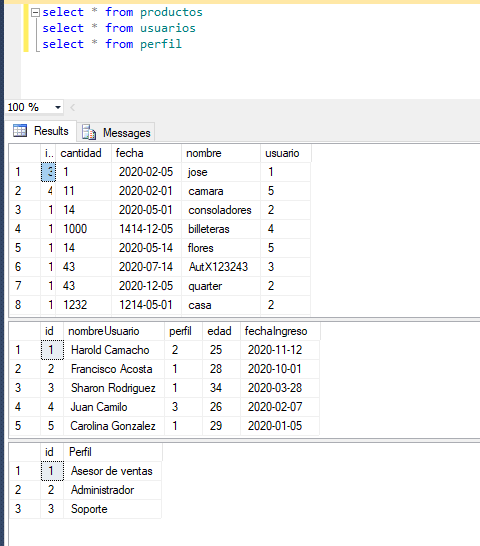 select * from productos
select * from usuarios
select * from perfil
100 %
Results Messages
i.. cantidad fecha nombre usuario
1 3 1 2020-02-05 jose 1
2 4 11 2020-02-01 camara 5
3 1 14 2020-05-01 consoladores 2
4 1 1000 1414-12-05 billeteras 4
5 1 14 2020-05-14 flores 5
6 1 43 2020-07-14 AutX123243 3
7 1 43 2020-12-05 quarter 2
8 1 1232 1214-05-01 casa 2
id nombreUsuario perfil edad fechaIngreso
1 1 Harold Camacho 2 25 2020-11-12
2 2 Francisco Acosta 1 28 2020-10-01
3 3 Sharon Rodriguez 1 34 2020-03-28
4 4 Juan Camilo 3 26 2020-02-07
5 5 Carolina Gonzalez 1 29 2020-01-05
id Perfil
1 1 Asesor de ventas
2 2 Administrador
3 3 Soporte